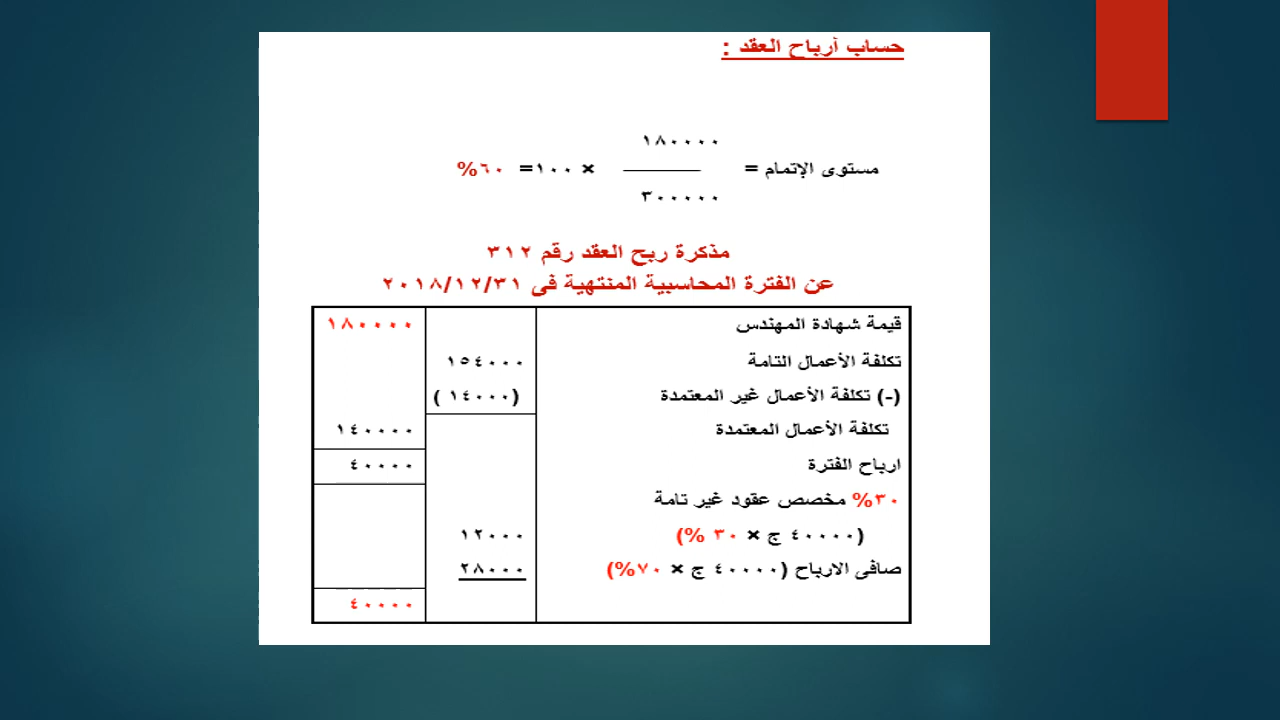 حساب أرباح العقد :
١٨٠٠٠٠
مستوى الإتمام = ــــــــــ × ١٠٠= ٦٠%
٣٠٠٠٠٠
مذكرة ربح العقد رقم ٣١٢
عن الفترة المحاسبية المنتهية فى ٢٠١٨/١٢/٣١
قيمة شهادة المهندس ١٨٠٠٠٠
تكلفة الأعمال التامة ١٥٤٠٠٠
(-) تكلفة الأعمال غير المعتمدة (١٤٠٠٠ )
تكلفة الأعمال المعتمدة ١٤٠٠٠٠
ارباح الفترة ٤٠٠٠٠
٣٠% مخصص عقود غير تامة
(٤٠٠٠٠ ج × ٣٠ %) ١٢٠٠٠
صافى الارباح (٤٠٠٠٠ ج × ٧٠%) ٢٨٠٠٠
٤٠٠٠٠